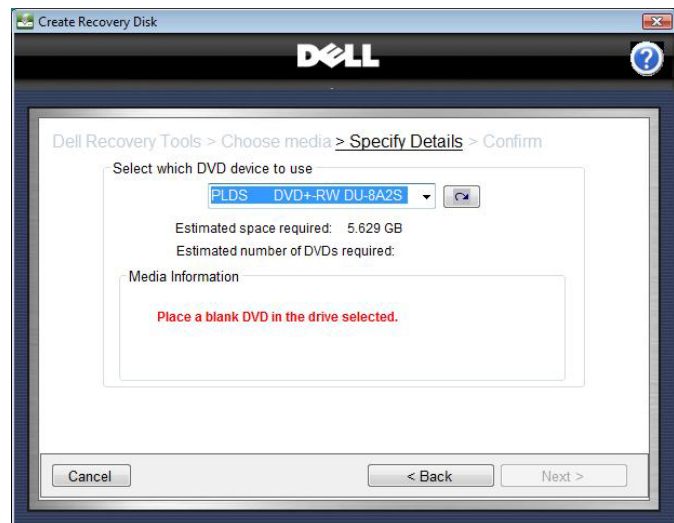 Create Recovery Disk
DELL
?
Dell Recovery Tools > Choose media > Specify Details > Confirm
Select which DVD device to use
PLDS DVD+-RW DU-8A2S
Estimated space required: 5.629 GB
Estimated number of DVDs required:
Media Information
Place a blank DVD in the drive selected.
Cancel
< Back
Next >